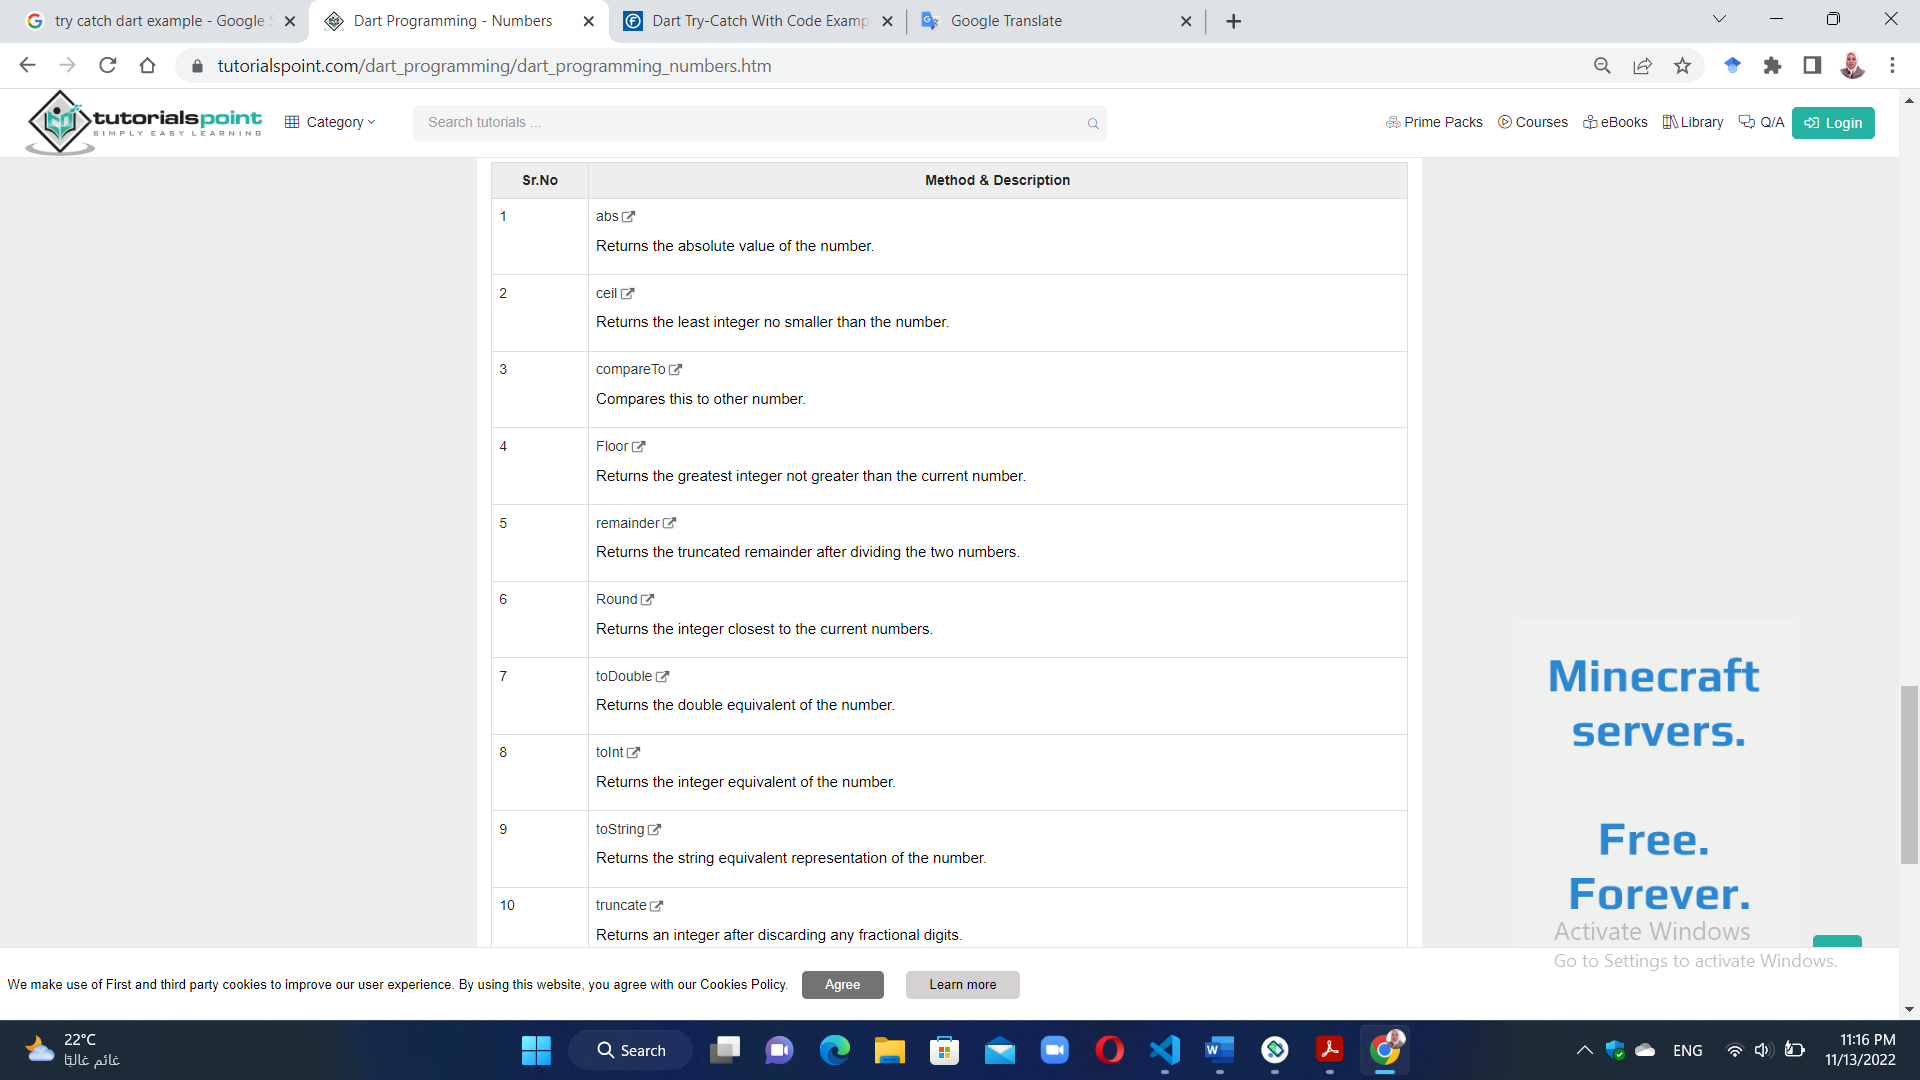 try catch dart example - Google S
Dart Programming - Numbers
Dart Try-Catch With Code Examp
Google Translate
tutorialspoint.com/dart_programming/dart_programming_numbers.htm
tutorialspoint
SIMPLY EASY LEARNING
Category
Search tutorials ...
Prime Packs
Courses
eBooks
Library
Q/A
Login
Sr.No Method & Description
1 abs
Returns the absolute value of the number.
2 ceil
Returns the least integer no smaller than the number.
3 compareTo
Compares this to other number.
4 Floor
Returns the greatest integer not greater than the current number.
5 remainder
Returns the truncated remainder after dividing the two numbers.
6 Round
Returns the integer closest to the current numbers.
7 toDouble
Returns the double equivalent of the number.
8 toInt
Returns the integer equivalent of the number.
9 toString
Returns the string equivalent representation of the number.
10 truncate
Returns an integer after discarding any fractional digits.
Minecraft
servers.
Free.
Forever.
Activate Windows
Go to Settings to activate Windows.
We make use of First and third party cookies to improve our user experience. By using this website, you agree with our Cookies Policy. Agree Learn more
22°C
غائم غالبًا
Search
ENG
11:16 PM
11/13/2022